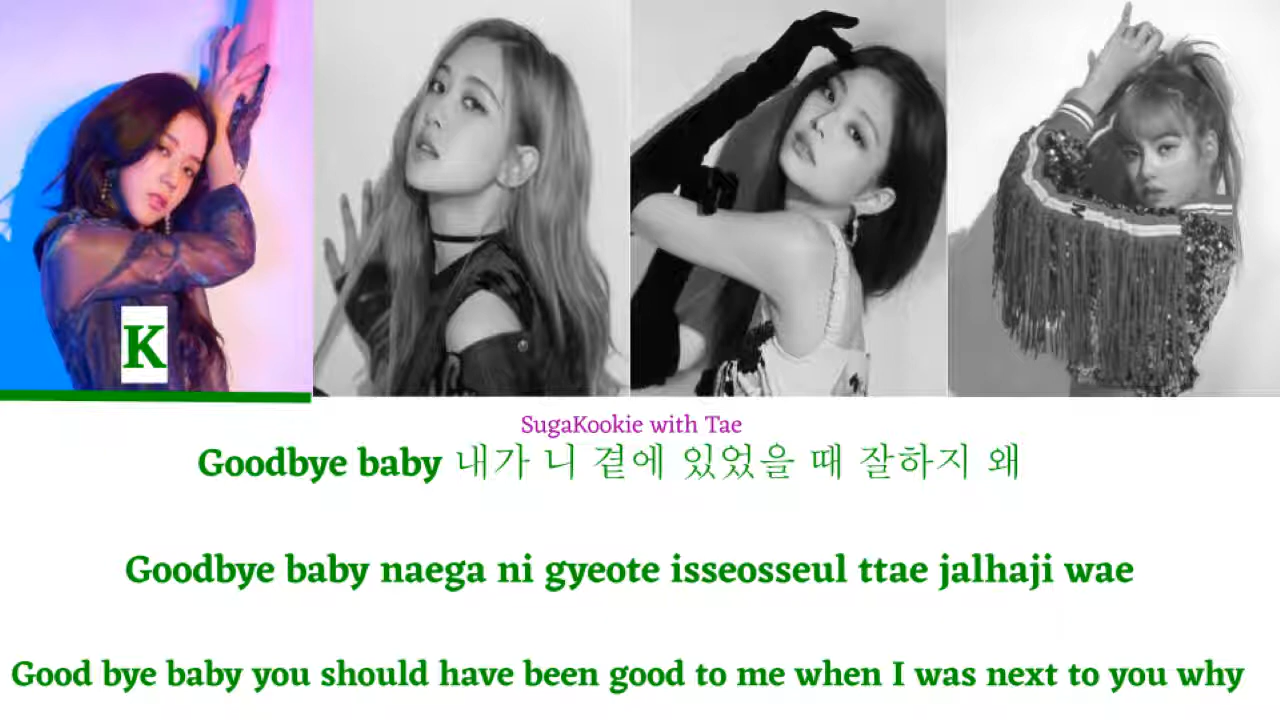 K
SugaKookie with Tae
Goodbye baby 내가 니 곁에 있었을 때 잘하지 왜
Goodbye baby naega ni gyeote isseosseul ttae jalhaji wae
Good bye baby you should have been good to me when I was next to you why